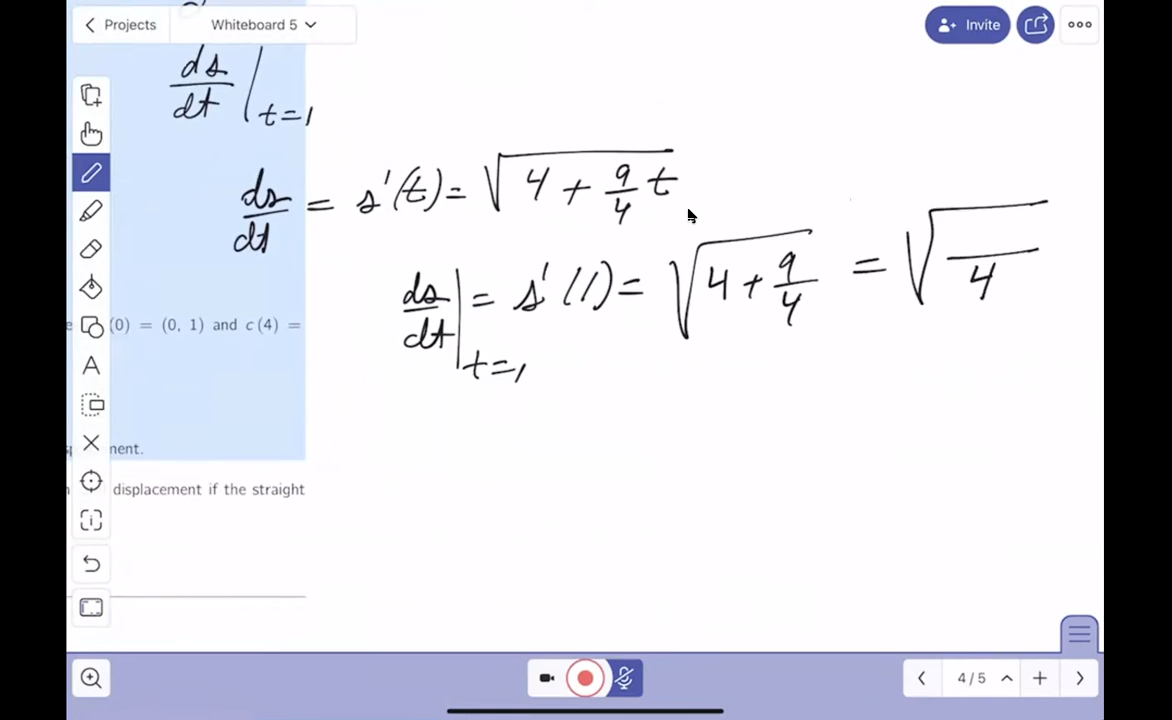 Projects
Whiteboard 5
Invite
ds/dt |t=1
ds/dt = s'(t) = √(4 + 9/4 t)
ds/dt |t=1 = s'(1) = √(4 + 9/4) = √( /4)
(0) = (0, 1) and c(4) =
A
ment.
displacement if the straight
4/5